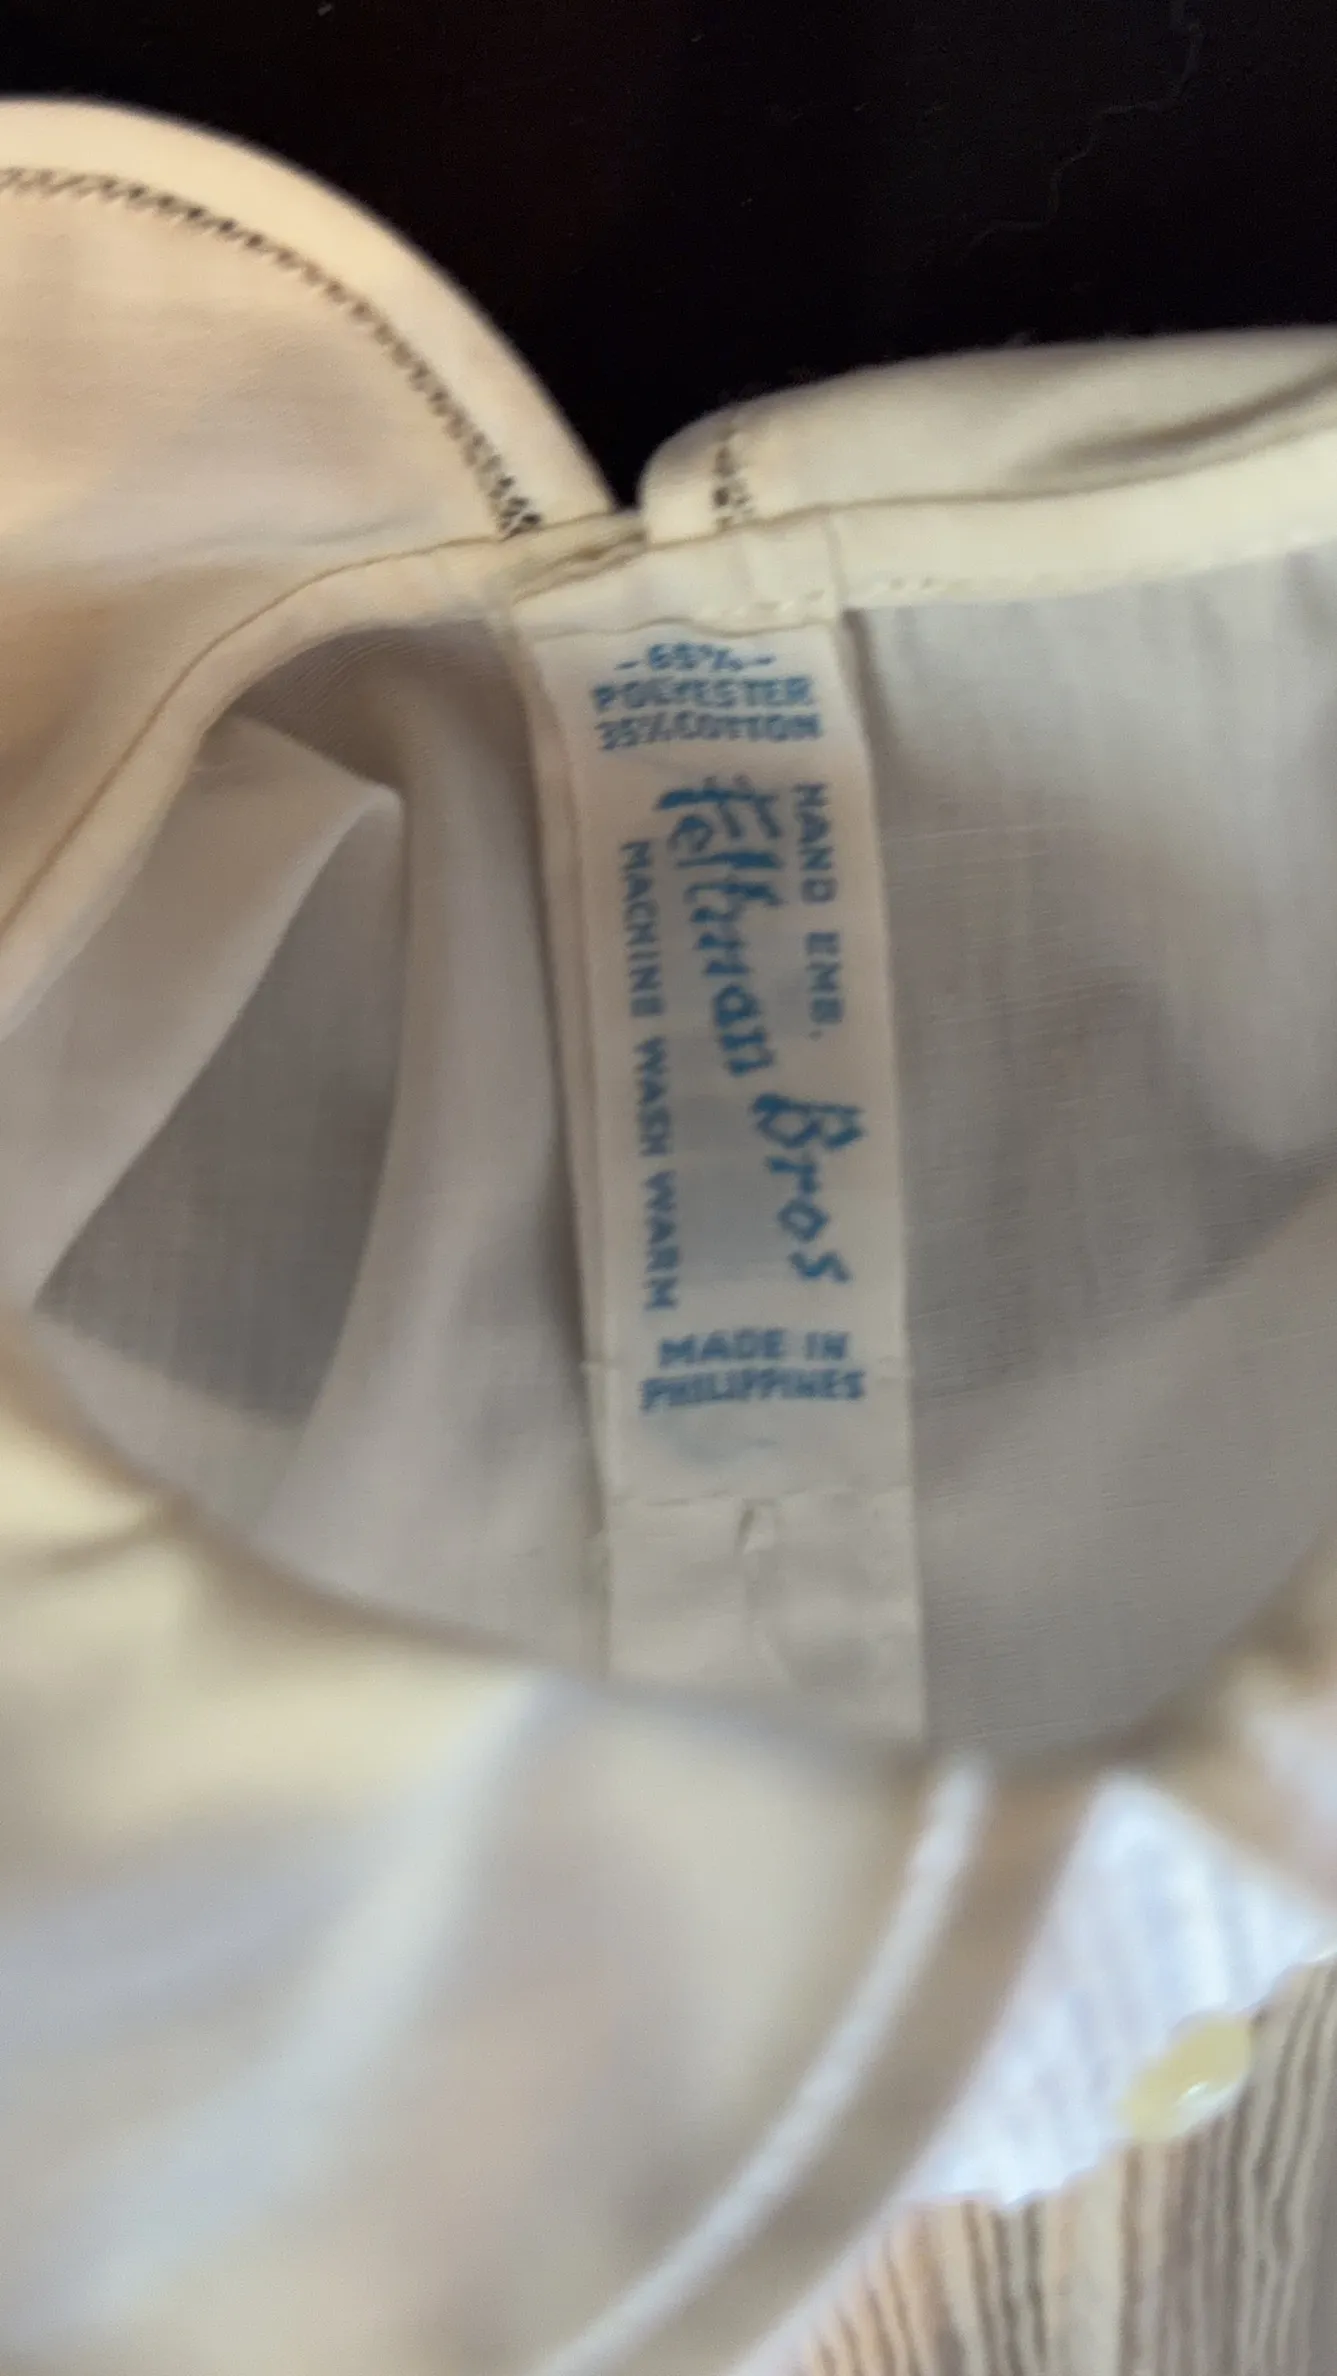 -65%-
POLYESTER
35% COTTON
HAND EMB.
Feltman Bros
MACHINE WASH WARM
MADE IN
PHILIPPINES